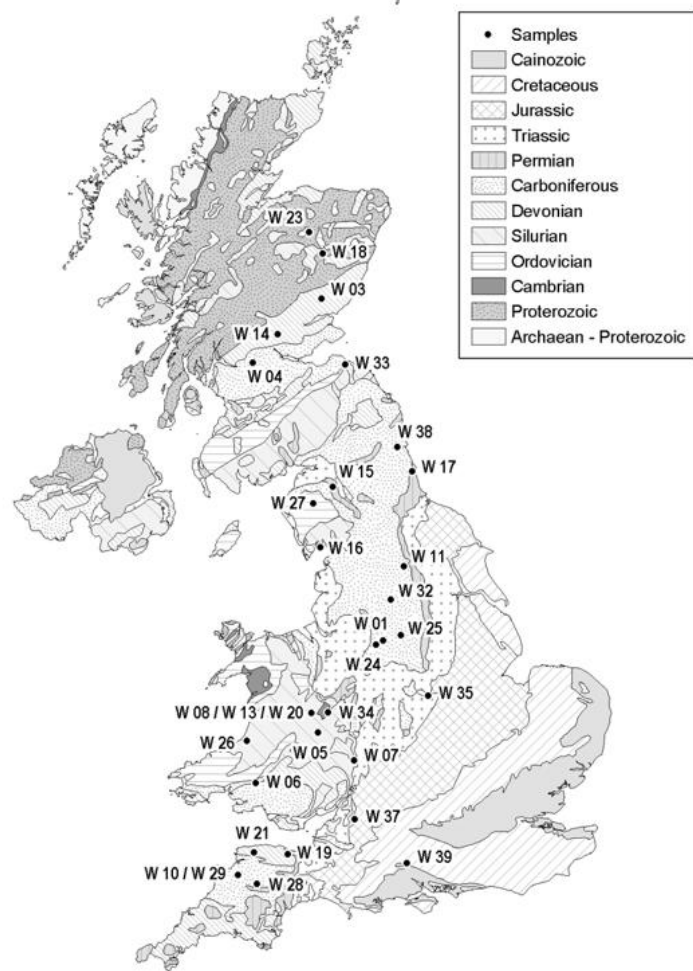 Samples
Cainozoic
Cretaceous
Jurassic
Triassic
Permian
Carboniferous
Devonian
Silurian
Ordovician
Cambrian
Proterozoic
Archaean - Proterozoic
W 23
W 18
W 03
W 14
W 04
W 33
W 38
W 17
W 15
W 27
W 16
W 11
W 32
W 01
W 25
W 24
W 35
W 08 / W 13 / W 20
W 34
W 26
W 05
W 07
W 06
W 37
W 21
W 19
W 39
W 10 / W 29
W 28